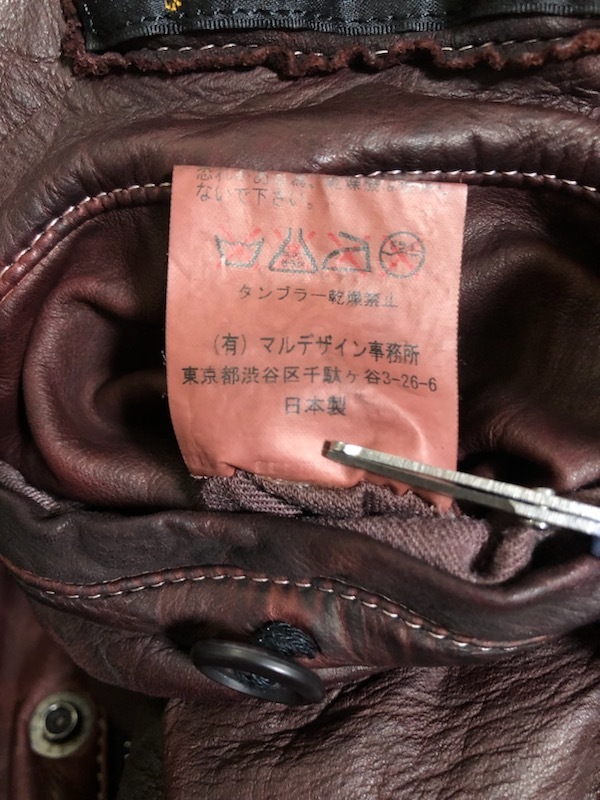 ないで下さい。
タンブラー乾燥禁止
(有) マルデザイン事務所
東京都渋谷区千駄ヶ谷3-26-6
日本製